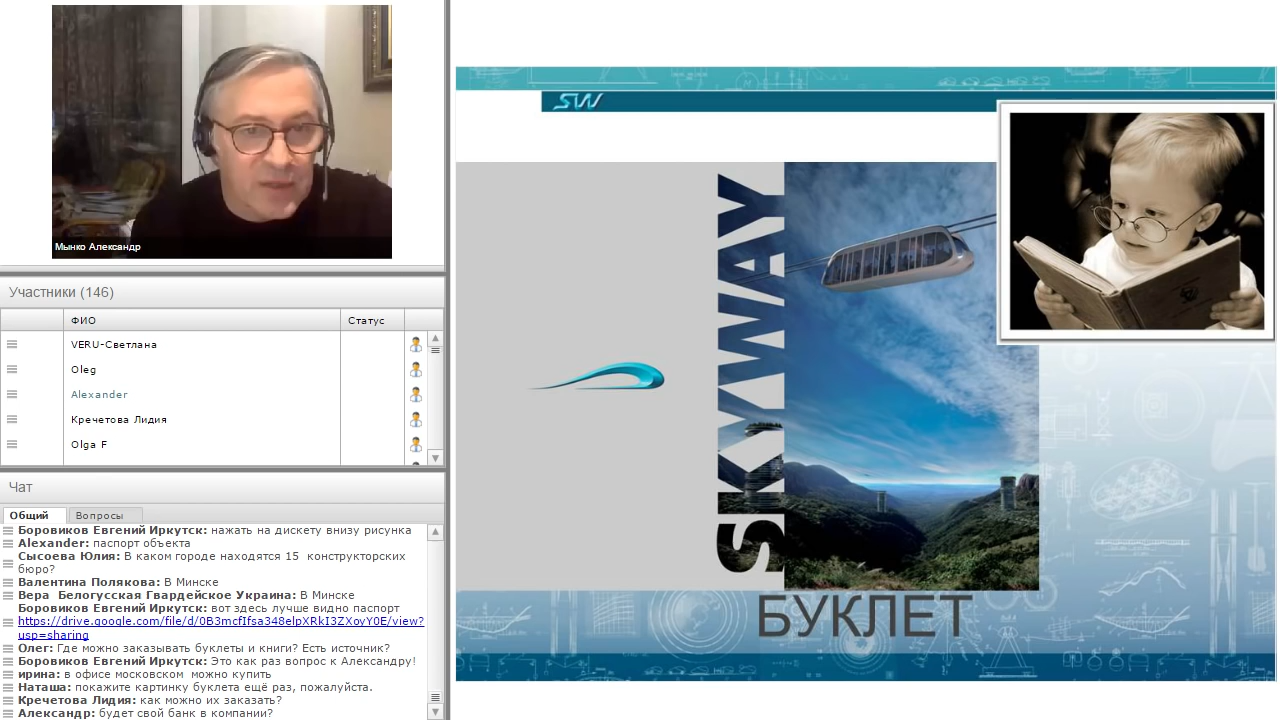 Мынко Александр
Участники (146)
ФИО
Статус
VERU-Светлана
Oleg
Alexander
Кречетова Лидия
Olga F
Чат
Общий
Вопросы
Боровиков Евгений Иркутск: нажать на дискету внизу рисунка
Alexander: паспорт объекта
Сысоева Юлия: В каком городе находятся 15 конструкторских
бюро?
Валентина Полякова: В Минске
Вера Белогусская Гвардейское Украина: В Минске
Боровиков Евгений Иркутск: вот здесь лучше видно паспорт
https://drive.google.com/file/d/0B3mcfIfsa348elpXRkI3ZXovY0E/view?
usp=sharing
Олег: Где можно заказывать буклеты и книги? Есть источник?
Боровиков Евгений Иркутск: Это как раз вопрос к Александру!
ирина: в офисе московском можно купить
Наташа: покажите картинку буклета ещё раз, пожалуйста.
Кречетова Лидия: как можно их заказать?
Александр: будет свой банк в компании?
SW
SKYWAY
БУКЛЕТ